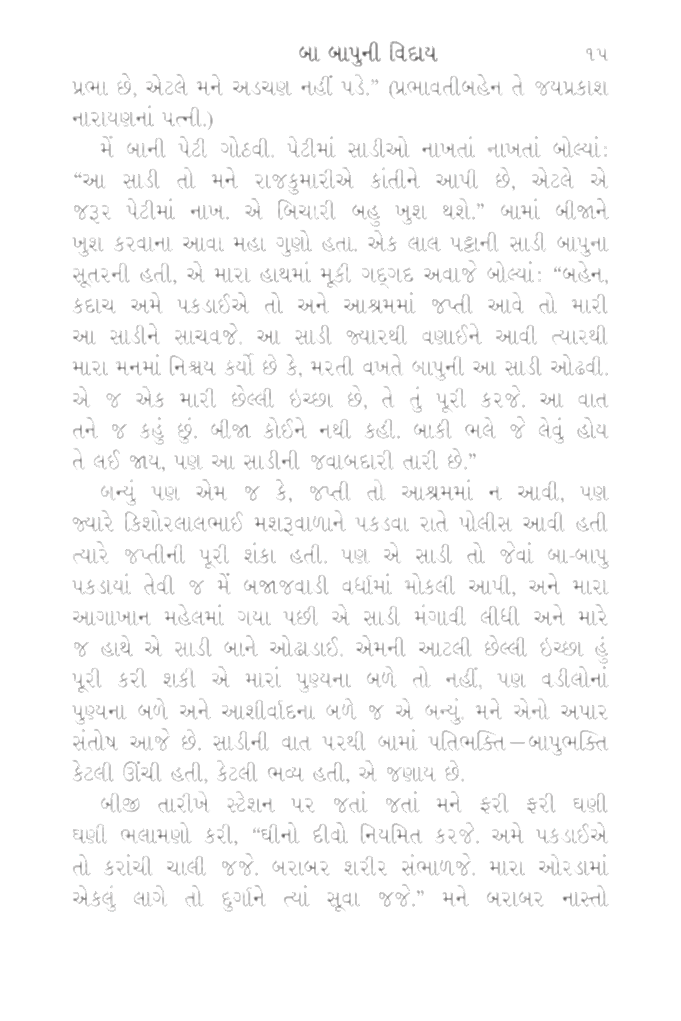 બા બાપુની વિદાય ૧૫
પ્રભા છે, એટલે મને અડચણ નહીં પડે.” (પ્રભાવતીબહેન તે જયપ્રકાશ
નારાયણનાં પત્ની.)
મેં બાની પેટી ગોઠવી. પેટીમાં સાડીઓ નાખતાં નાખતાં બોલ્યાં:
“આ સાડી તો મને રાજકુમારીએ કાંતીને આપી છે, એટલે એ
જરૂર પેટીમાં નાખ. એ બિચારી બહુ ખુશ થશે.” બામાં બીજાને
ખુશ કરવાના આવા મહા ગુણો હતા. એક લાલ પટ્ટાની સાડી બાપુના
સૂતરની હતી, એ મારા હાથમાં મૂકી ગદ્ગદ અવાજે બોલ્યાં: “બહેન,
કદાચ અમે પકડાઈએ તો અને આશ્રમમાં જપ્તી આવે તો મારી
આ સાડીને સાચવજે. આ સાડી જ્યારથી વણાઈને આવી ત્યારથી
મારા મનમાં નિશ્ચય કર્યો છે કે, મરતી વખતે બાપુની આ સાડી ઓઢવી.
એ જ એક મારી છેલ્લી ઇચ્છા છે, તે તું પૂરી કરજે. આ વાત
તને જ કહું છું. બીજા કોઈને નથી કહી. બાકી ભલે જે લેવું હોય
તે લઈ જાય, પણ આ સાડીની જવાબદારી તારી છે.”
બન્યું પણ એમ જ કે, જપ્તી તો આશ્રમમાં ન આવી, પણ
જ્યારે કિશોરલાલભાઈ મશરૂવાળાને પકડવા રાતે પોલીસ આવી હતી
ત્યારે જપ્તીની પૂરી શંકા હતી. પણ એ સાડી તો જેવાં બા-બાપુ
પકડાયાં તેવી જ મેં બજાજવાડી વર્ધામાં મોકલી આપી, અને મારા
આગાખાન મહેલમાં ગયા પછી એ સાડી મંગાવી લીધી અને મારે
જ હાથે એ સાડી બાને ઓઢાડાઈ. એમની આટલી છેલ્લી ઇચ્છા હું
પૂરી કરી શકી એ મારાં પુણ્યના બળે તો નહીં, પણ વડીલોનાં
પુણ્યના બળે અને આશીર્વાદના બળે જ એ બન્યું. મને એનો અપાર
સંતોષ આજે છે. સાડીની વાત પરથી બામાં પતિભક્તિ—બાપુભક્તિ
કેટલી ઊંચી હતી, કેટલી ભવ્ય હતી, એ જણાય છે.
બીજી તારીખે સ્ટેશન પર જતાં જતાં મને ફરી ફરી ઘણી
ઘણી ભલામણો કરી, “ઘીનો દીવો નિયમિત કરજે. અમે પકડાઈએ
તો કરાંચી ચાલી જજે. બરાબર શરીર સંભાળજે. મારા ઓરડામાં
એકલું લાગે તો દુર્ગાને ત્યાં સૂવા જજે.” મને બરાબર નાસ્તો